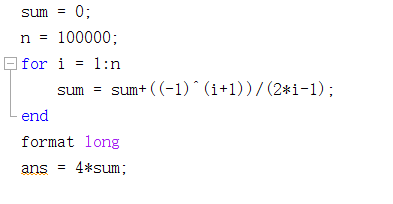 sum = 0;
n = 100000;
for i = 1:n
sum = sum+((-1)^(i+1))/(2*i-1);
end
format long
ans = 4*sum;